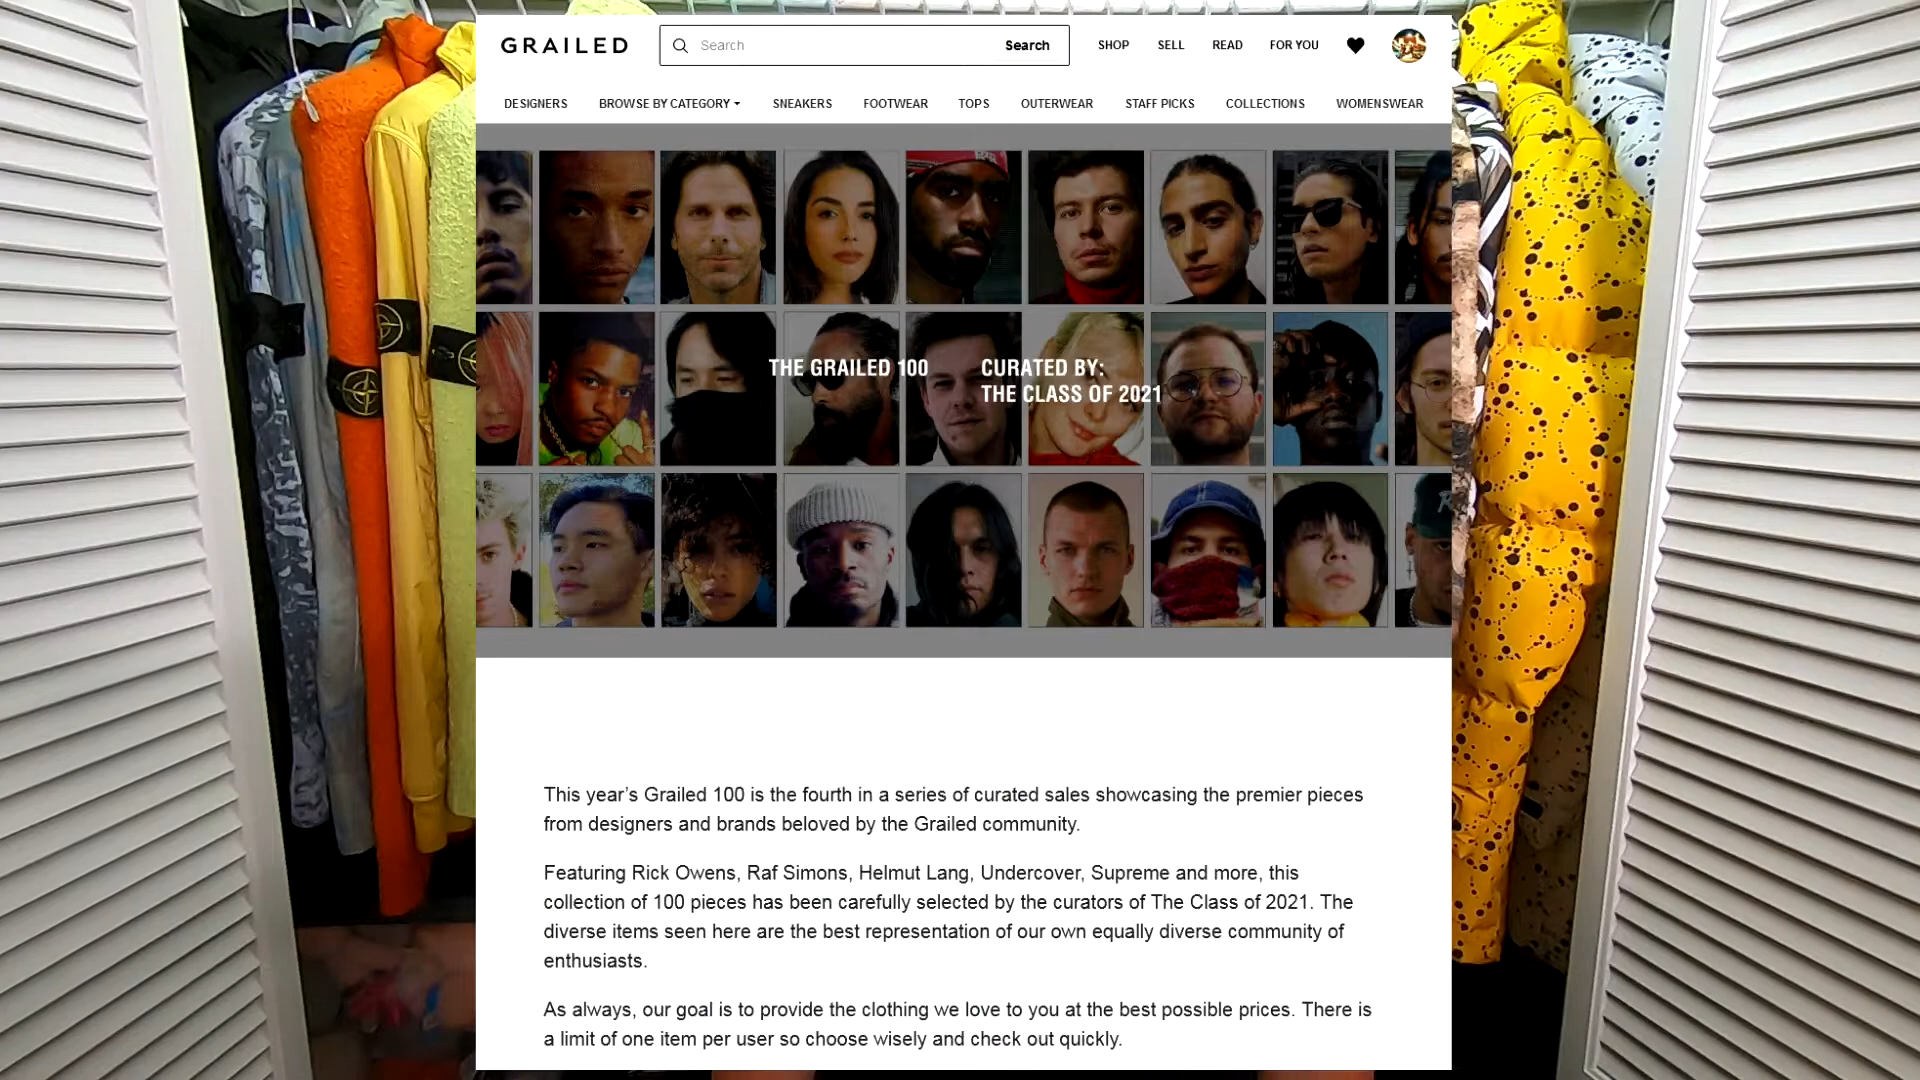 GRAILED
Search
Search
SHOP
SELL
READ
FOR YOU
DESIGNERS
BROWSE BY CATEGORY
SNEAKERS
FOOTWEAR
TOPS
OUTERWEAR
STAFF PICKS
COLLECTIONS
WOMENSWEAR
THE GRAILED 100
CURATED BY:
THE CLASS OF 2021
This year’s Grailed 100 is the fourth in a series of curated sales showcasing the premier pieces
from designers and brands beloved by the Grailed community.
Featuring Rick Owens, Raf Simons, Helmut Lang, Undercover, Supreme and more, this
collection of 100 pieces has been carefully selected by the curators of The Class of 2021. The
diverse items seen here are the best representation of our own equally diverse community of
enthusiasts.
As always, our goal is to provide the clothing we love to you at the best possible prices. There is
a limit of one item per user so choose wisely and check out quickly.